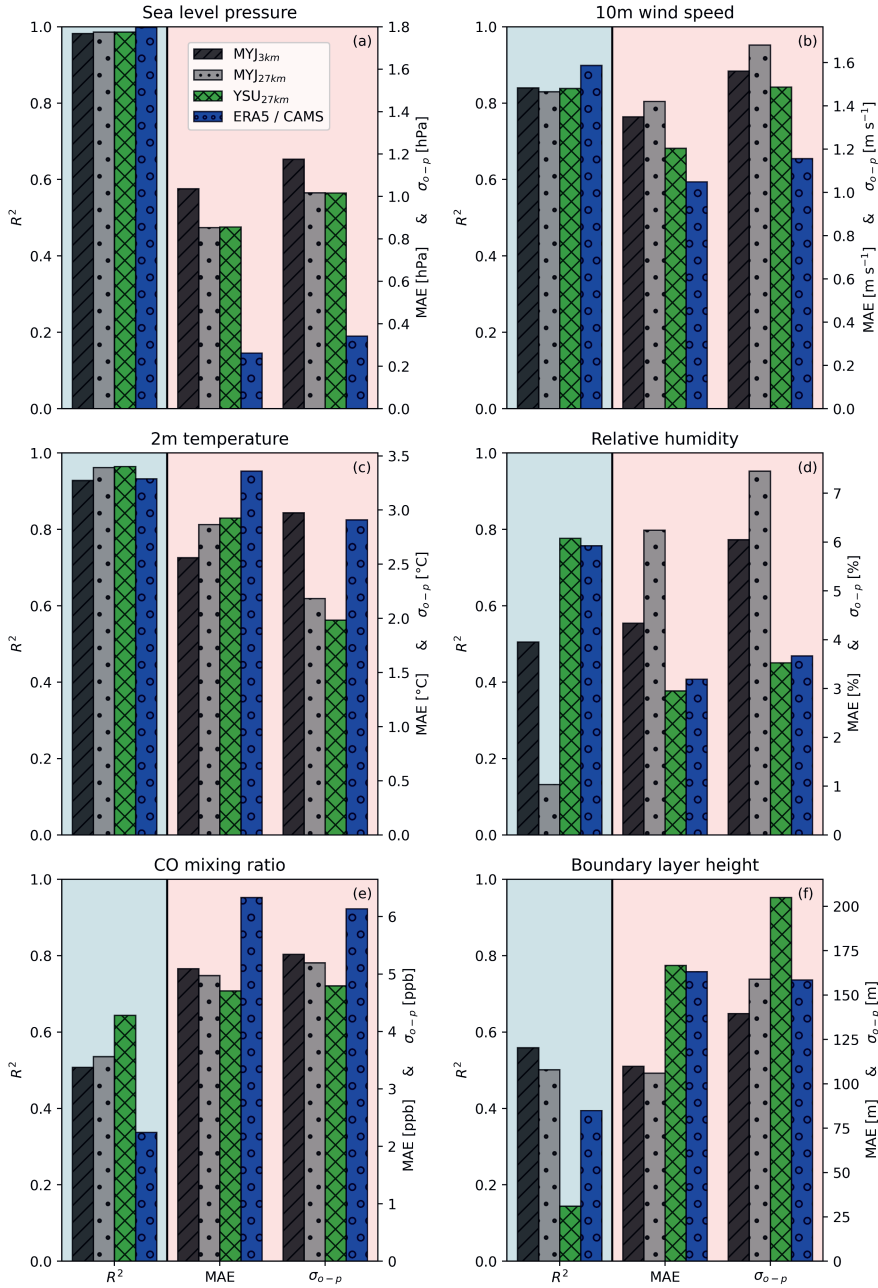 Sea level pressure
(a)
MYJ3km
MYJ27km
YSU27km
ERA5 / CAMS
0.0
0.2
0.4
0.6
0.8
1.0
R²
0.0
0.2
0.4
0.6
0.8
1.0
1.2
1.4
1.6
1.8
MAE [hPa] & σo−p [hPa]
10m wind speed
(b)
0.0
0.2
0.4
0.6
0.8
1.0
R²
0.0
0.2
0.4
0.6
0.8
1.0
1.2
1.4
1.6
MAE [m s⁻¹] & σo−p [m s⁻¹]
2m temperature
(c)
0.0
0.2
0.4
0.6
0.8
1.0
R²
0.0
0.5
1.0
1.5
2.0
2.5
3.0
3.5
MAE [°C] & σo−p [°C]
Relative humidity
(d)
0.0
0.2
0.4
0.6
0.8
1.0
R²
0
1
2
3
4
5
6
7
MAE [%] & σo−p [%]
CO mixing ratio
(e)
0.0
0.2
0.4
0.6
0.8
1.0
R²
0
1
2
3
4
5
6
MAE [ppb] & σo−p [ppb]
R²
MAE
σo−p
Boundary layer height
(f)
0.0
0.2
0.4
0.6
0.8
1.0
R²
0
25
50
75
100
125
150
175
200
MAE [m] & σo−p [m]
R²
MAE
σo−p